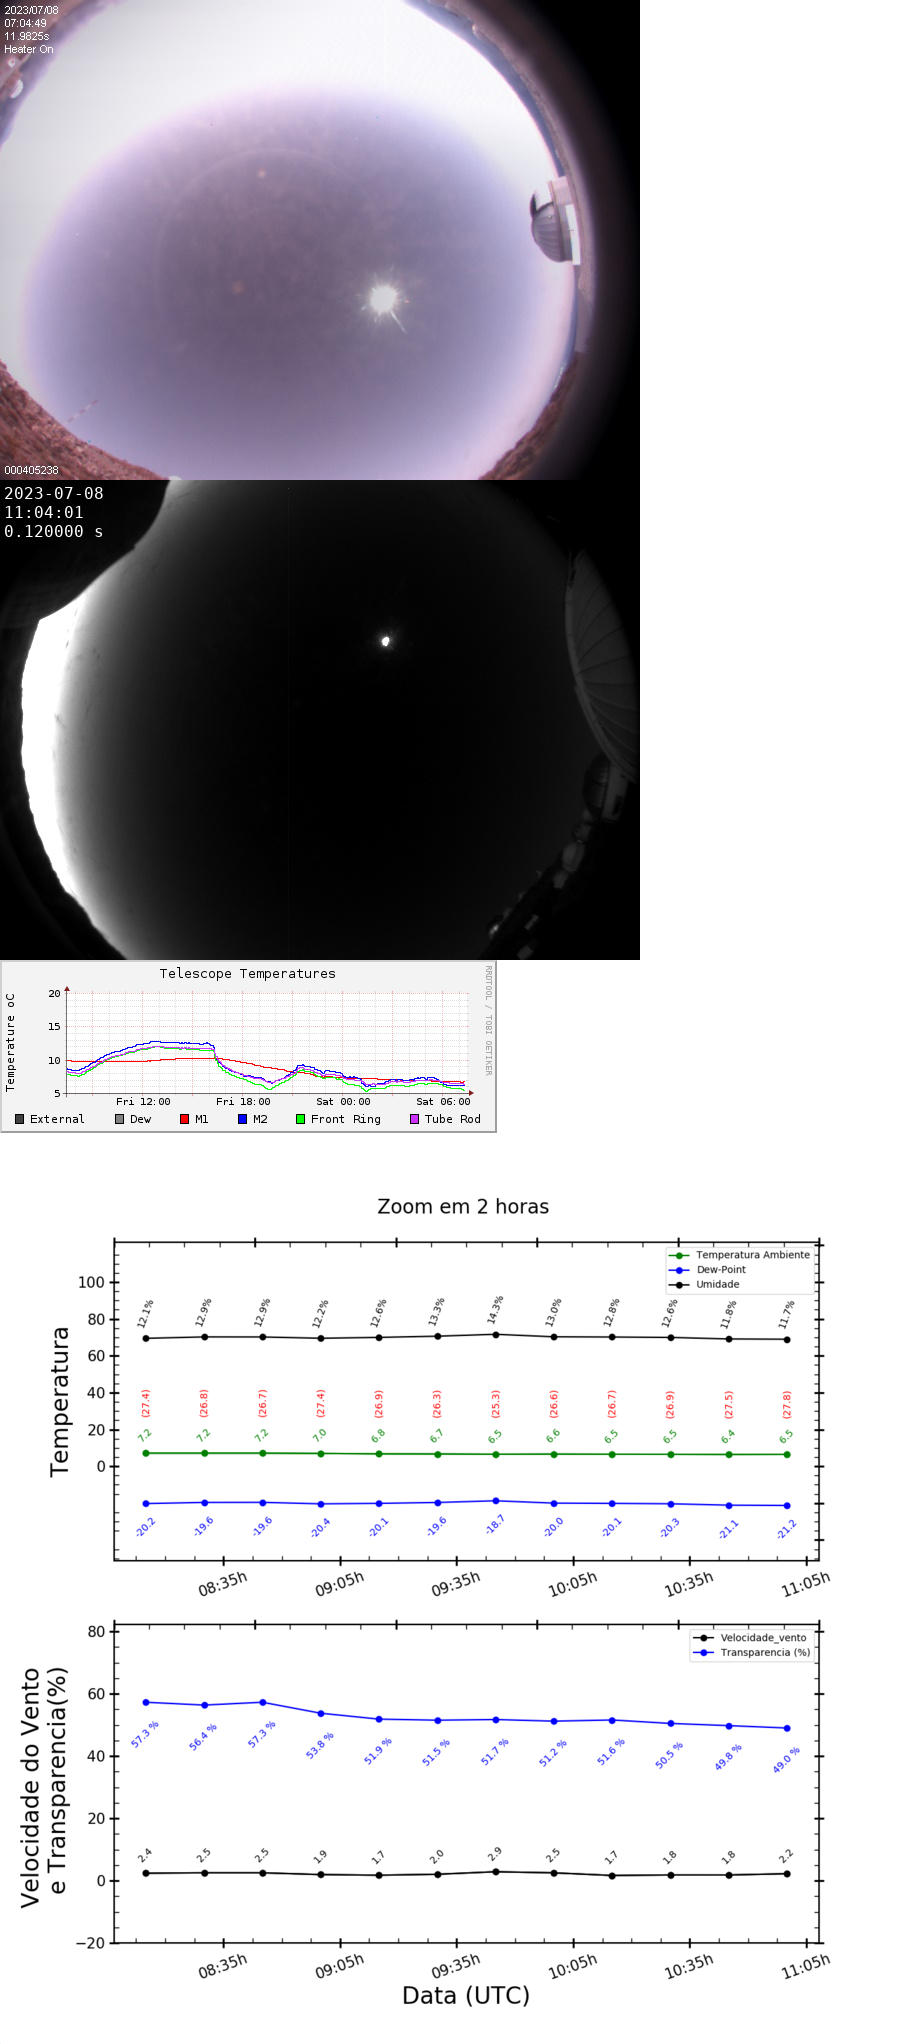 2023/07/08
07:04:49
11.9825s
Heater On
000405238
2023-07-08
11:04:01
0.120000 s
Telescope Temperatures
RRDTOOL / TOBI OETIKER
Temperature oC
20
15
10
5
Fri 12:00 Fri 18:00 Sat 00:00 Sat 06:00
External Dew M1 M2 Front Ring Tube Rod
Zoom em 2 horas
Temperatura Ambiente
Dew-Point
Umidade
Temperatura
100
80
60
40
20
0
12.1% 12.9% 12.9% 12.2% 12.6% 13.3% 14.3% 13.0% 12.8% 12.6% 11.8% 11.7%
(27.4) (26.8) (26.7) (27.4) (26.9) (26.3) (25.3) (26.6) (26.7) (26.9) (27.5) (27.8)
7.2 7.2 7.2 7.0 6.8 6.7 6.5 6.6 6.5 6.5 6.4 6.5
-20.2 -19.6 -19.6 -20.4 -20.1 -19.6 -18.7 -20.0 -20.1 -20.3 -21.1 -21.2
08:35h 09:05h 09:35h 10:05h 10:35h 11:05h
Velocidade_vento
Transparencia (%)
Velocidade do Vento
e Transparencia(%)
80
60
40
20
0
−20
57.3 % 56.4 % 57.3 % 53.8 % 51.9 % 51.5 % 51.7 % 51.2 % 51.6 % 50.5 % 49.8 % 49.0 %
2.4 2.5 2.5 1.9 1.7 2.0 2.9 2.5 1.7 1.8 1.8 2.2
08:35h 09:05h 09:35h 10:05h 10:35h 11:05h
Data (UTC)